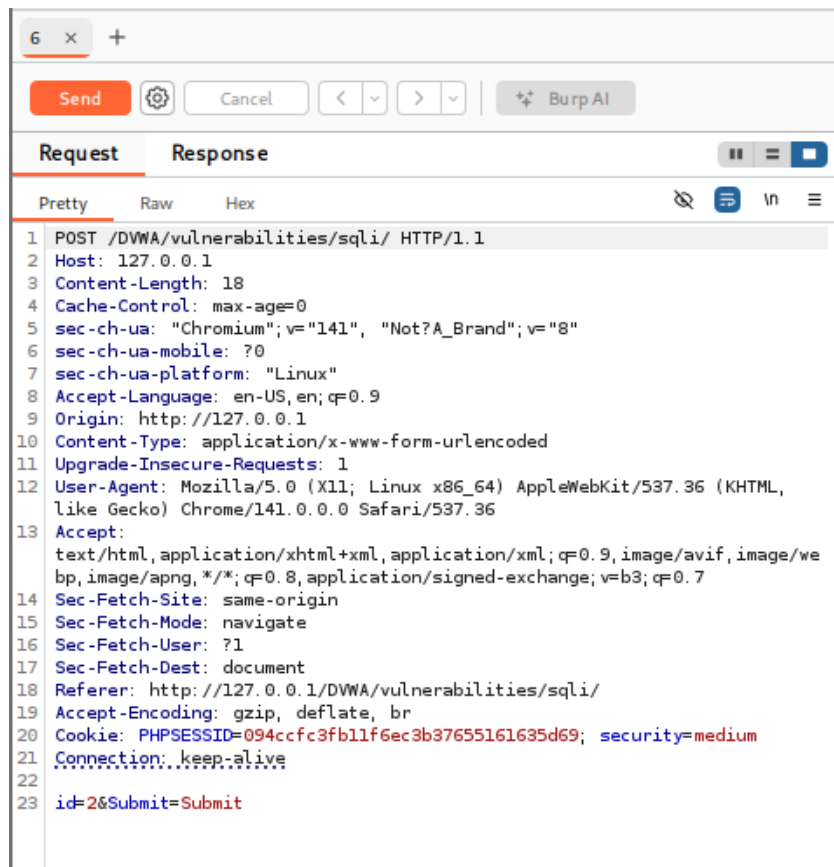 6 × +
Send Cancel < > Burp AI
Request Response
Pretty Raw Hex \n
1 POST /DVWA/vulnerabilities/sqli/ HTTP/1.1
2 Host: 127.0.0.1
3 Content-Length: 18
4 Cache-Control: max-age=0
5 sec-ch-ua: "Chromium";v="141", "Not?A_Brand";v="8"
6 sec-ch-ua-mobile: ?0
7 sec-ch-ua-platform: "Linux"
8 Accept-Language: en-US,en;q=0.9
9 Origin: http://127.0.0.1
10 Content-Type: application/x-www-form-urlencoded
11 Upgrade-Insecure-Requests: 1
12 User-Agent: Mozilla/5.0 (X11; Linux x86_64) AppleWebKit/537.36 (KHTML,
like Gecko) Chrome/141.0.0.0 Safari/537.36
13 Accept:
text/html,application/xhtml+xml,application/xml;q=0.9,image/avif,image/we
bp,image/apng,*/*;q=0.8,application/signed-exchange;v=b3;q=0.7
14 Sec-Fetch-Site: same-origin
15 Sec-Fetch-Mode: navigate
16 Sec-Fetch-User: ?1
17 Sec-Fetch-Dest: document
18 Referer: http://127.0.0.1/DVWA/vulnerabilities/sqli/
19 Accept-Encoding: gzip, deflate, br
20 Cookie: PHPSESSID=094ccfc3fb11f6ec3b37655161635d69; security=medium
21 Connection: keep-alive
22
23 id=2&Submit=Submit